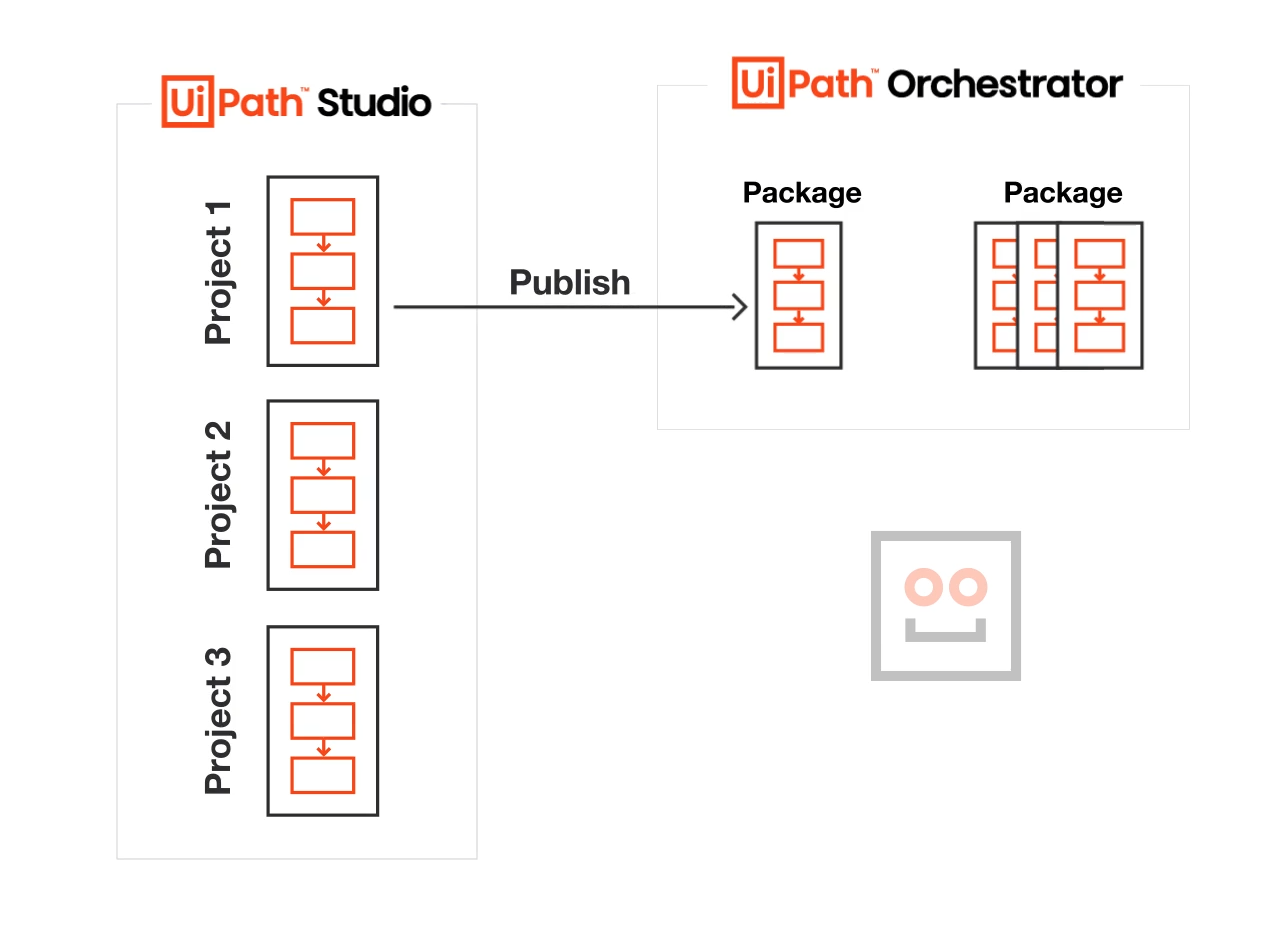 UiPath™ Studio
Project 1
Project 2
Project 3
Publish
UiPath™ Orchestrator
Package
Package